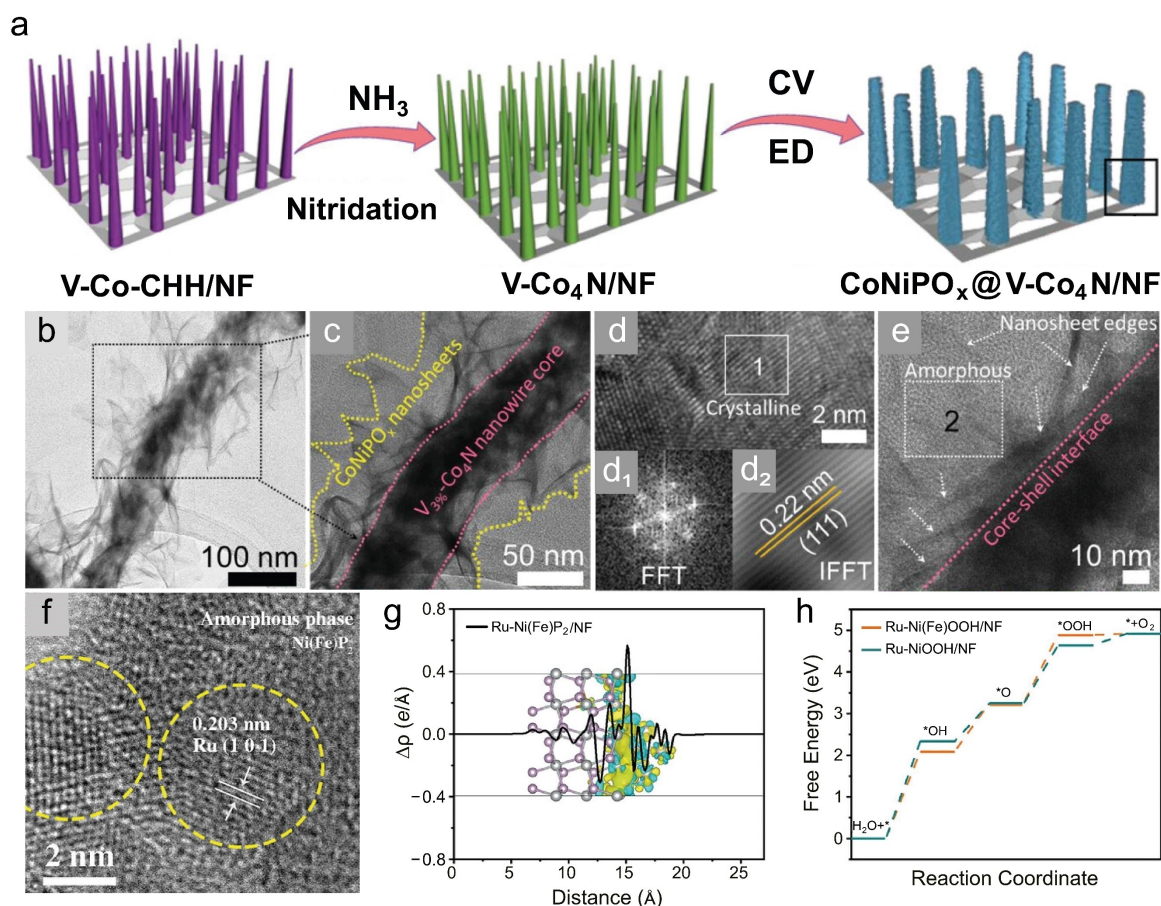 a
NH₃
Nitridation
CV
ED
V-Co-CHH/NF
V-Co₄N/NF
CoNiPOₓ@V-Co₄N/NF
b
100 nm
c
CoNiPOₓ nanosheets
V₃%-Co₄N nanowire core
50 nm
d
1
Crystalline
2 nm
d₁
FFT
d₂
0.22 nm
(111)
IFFT
e
Nanosheet edges
Amorphous
2
Core-shell interface
10 nm
f
Amorphous phase
Ni(Fe)P₂
0.203 nm
Ru (1 0-1)
2 nm
g
Ru-Ni(Fe)P₂/NF
0.8
0.4
0.0
−0.4
−0.8
Δρ (e/Å)
0 5 10 15 20 25
Distance (Å)
h
Ru-Ni(Fe)OOH/NF
Ru-NiOOH/NF
5
4
3
2
1
0
Free Energy (eV)
H₂O+*
*OH
*O
*OOH
*+O₂
Reaction Coordinate